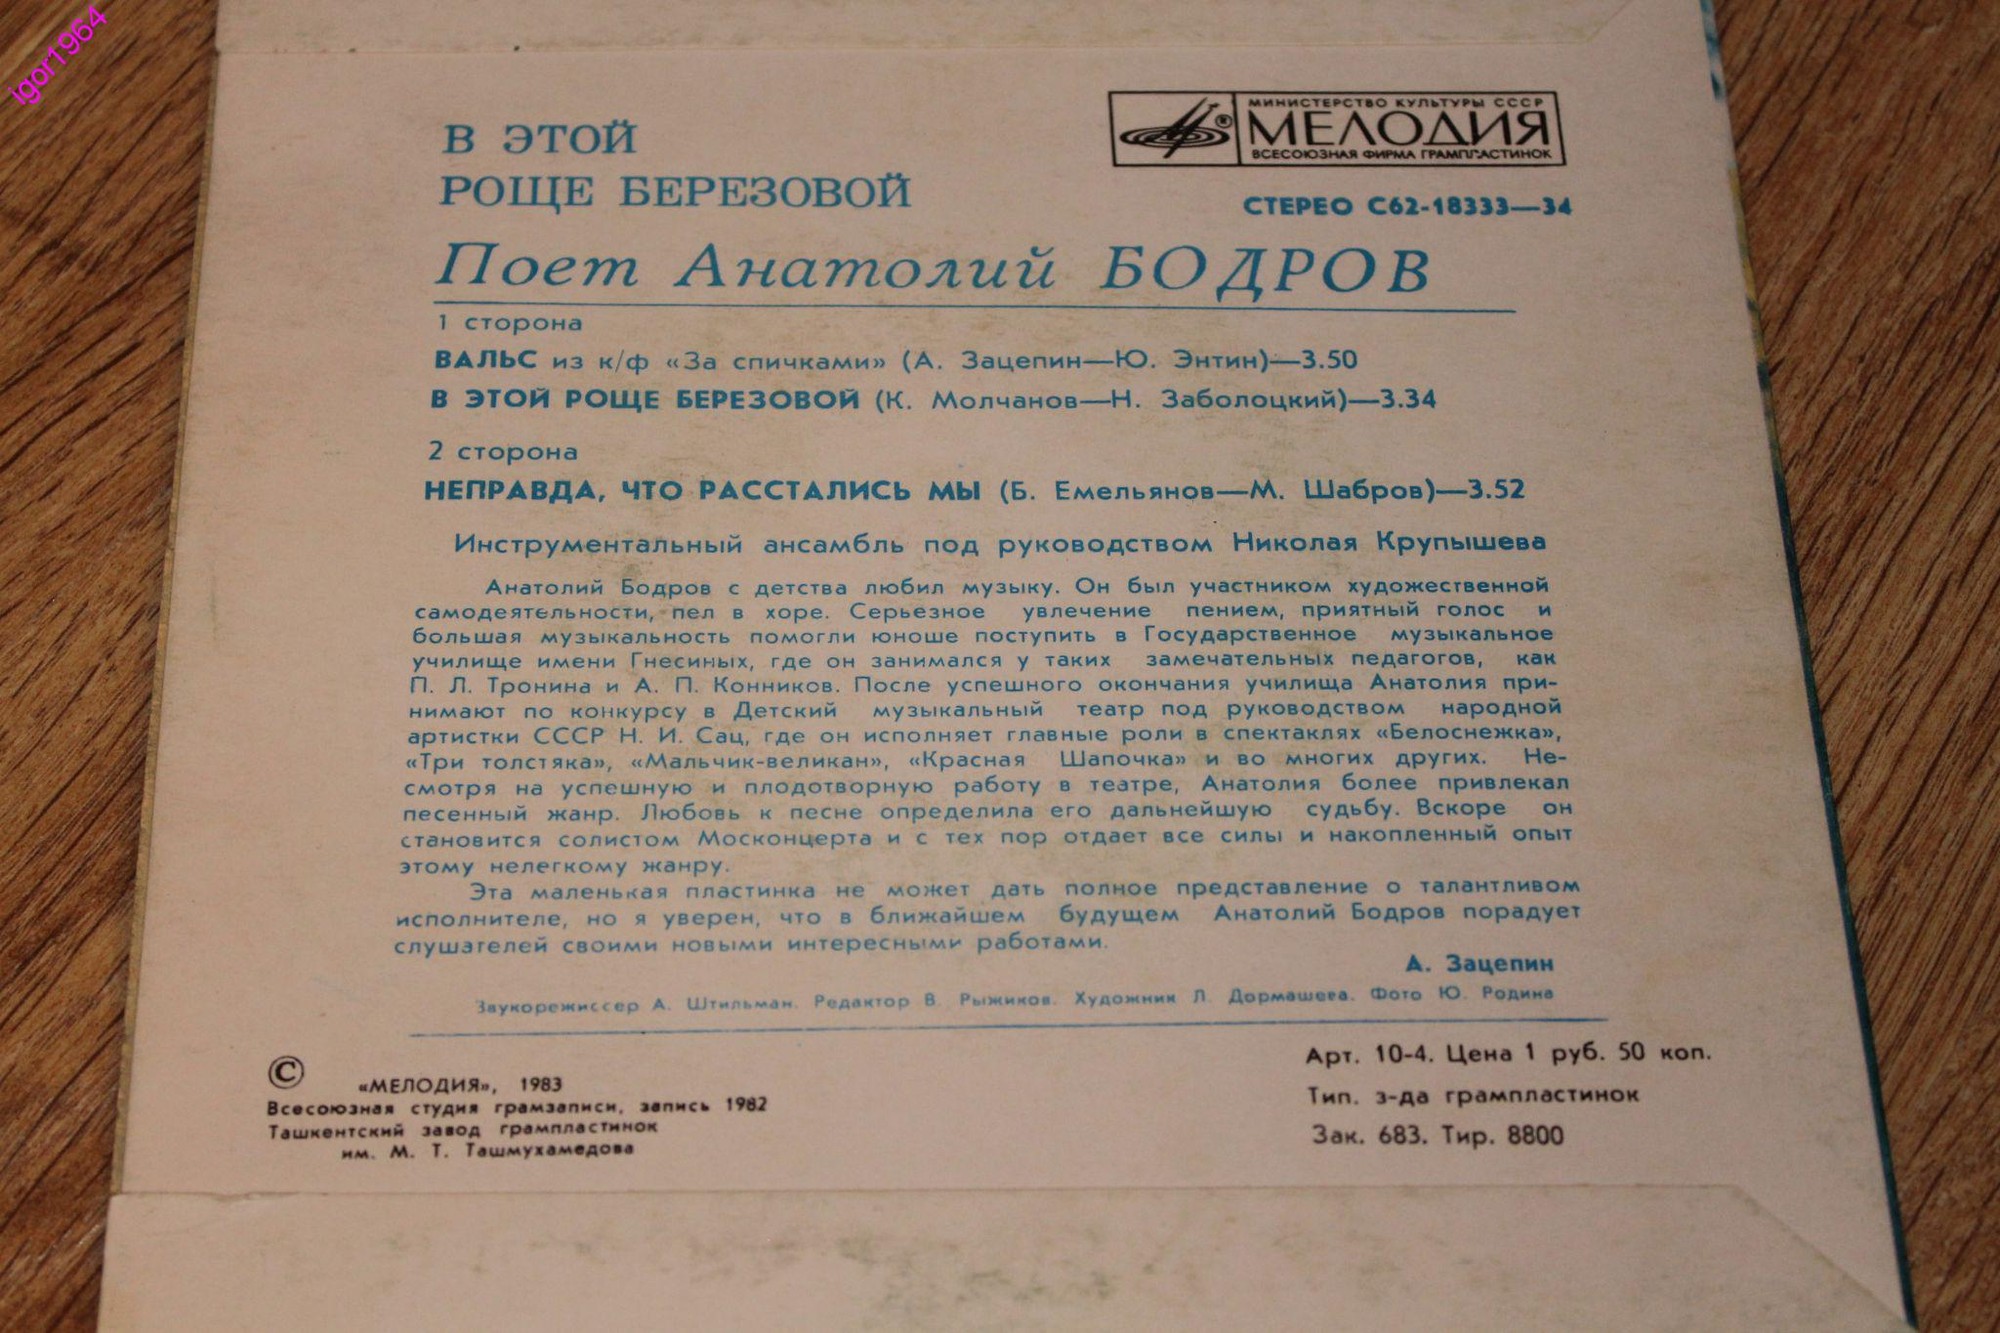 igor1964
В ЭТОЙ
РОЩЕ БЕРЕЗОВОЙ
МИНИСТЕРСТВО КУЛЬТУРЫ СССР
МЕЛОДИЯ
ВСЕСОЮЗНАЯ ФИРМА ГРАМПЛАСТИНОК
СТЕРЕО С62-18333—34
Поет Анатолий БОДРОВ
1 сторона
ВАЛЬС из к/ф «За спичками» (А. Зацепин—Ю. Энтин)—3.50
В ЭТОЙ РОЩЕ БЕРЕЗОВОЙ (К. Молчанов—Н. Заболоцкий)—3.34
2 сторона
НЕПРАВДА, ЧТО РАССТАЛИСЬ МЫ (Б. Емельянов—М. Шабров)—3.52
Инструментальный ансамбль под руководством Николая Крупышева
Анатолий Бодров с детства любил музыку. Он был участником художественной
самодеятельности, пел в хоре. Серьезное увлечение пением, приятный голос и
большая музыкальность помогли юноше поступить в Государственное музыкальное
училище имени Гнесиных, где он занимался у таких замечательных педагогов, как
П. Л. Тронина и А. П. Конников. После успешного окончания училища Анатолия при-
нимают по конкурсу в Детский музыкальный театр под руководством народной
артистки СССР Н. И. Сац, где он исполняет главные роли в спектаклях «Белоснежка»,
«Три толстяка», «Мальчик-великан», «Красная Шапочка» и во многих других. Не-
смотря на успешную и плодотворную работу в театре, Анатолия более привлекал
песенный жанр. Любовь к песне определила его дальнейшую судьбу. Вскоре он
становится солистом Москонцерта и с тех пор отдает все силы и накопленный опыт
этому нелегкому жанру.
Эта маленькая пластинка не может дать полное представление о талантливом
исполнителе, но я уверен, что в ближайшем будущем Анатолий Бодров порадует
слушателей своими новыми интересными работами.
А. Зацепин
Звукорежиссер А. Штильман. Редактор В. Рыжиков. Художник Л. Дормашева. Фото Ю. Родина
© «МЕЛОДИЯ», 1983
Всесоюзная студия грамзаписи, запись 1982
Ташкентский завод грампластинок
им. М. Т. Ташмухамедова
Арт. 10-4. Цена 1 руб. 50 коп.
Тип. з-да грампластинок
Зак. 683. Тир. 8800